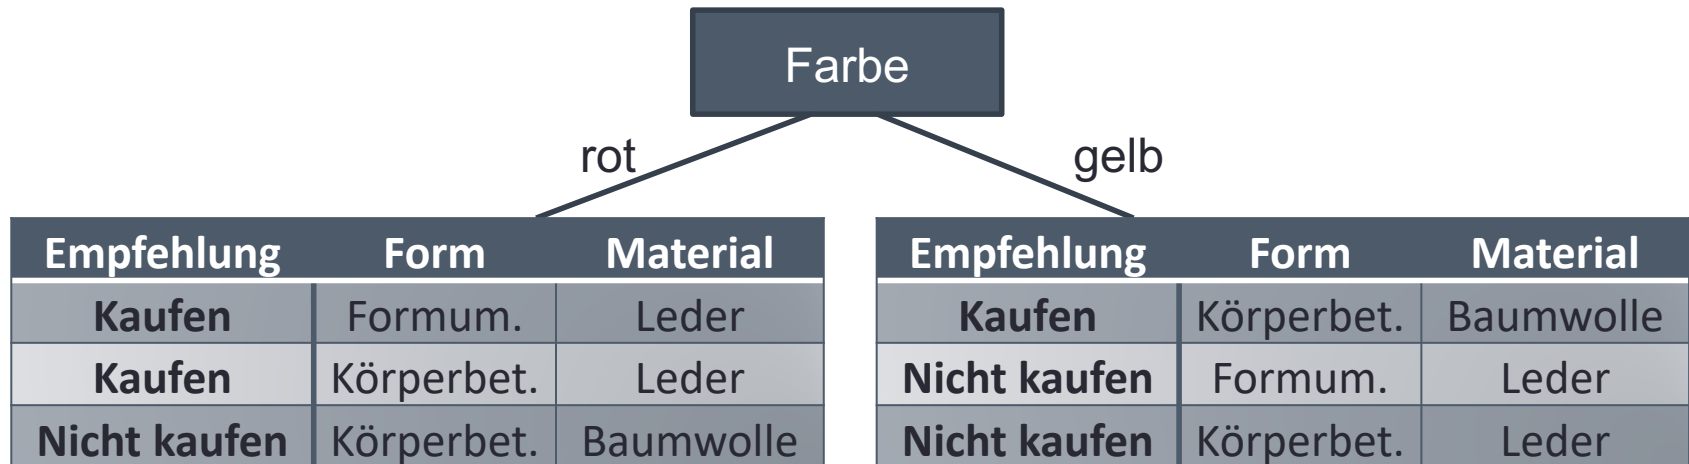 Farbe
rot
gelb
Empfehlung Form Material
Kaufen Formum. Leder
Kaufen Körperbet. Leder
Nicht kaufen Körperbet. Baumwolle
Empfehlung Form Material
Kaufen Körperbet. Baumwolle
Nicht kaufen Formum. Leder
Nicht kaufen Körperbet. Leder